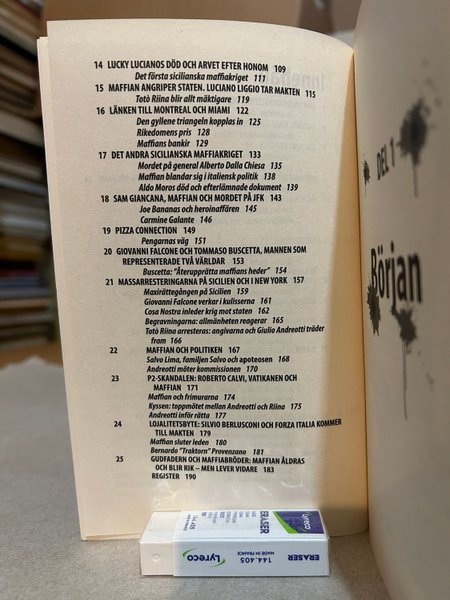 14 LUCKY LUCIANOS DÖD OCH ARVET EFTER HONOM 109
Det första sicilianska maffiakriget 111
15 MAFFIAN ANGRIPER STATEN. LUCIANO LIGGIO TAR MAKTEN 115
Totò Riina blir allt mäktigare 119
16 LÄNKEN TILL MONTREAL OCH MIAMI 122
Den gyllene triangeln kopplas in 125
Rikedomens pris 128
Maffians bankir 129
17 DET ANDRA SICILIANSKA MAFFIAKRIGET 133
Mordet på general Alberto Dalla Chiesa 135
Maffian blandar sig i italiensk politik 138
Aldo Moros död och efterlämnade dokument 139
18 SAM GIANCANA, MAFFIAN OCH MORDET PÅ JFK 143
Joe Bananas och heroinaffären 145
Carmine Galante 146
19 PIZZA CONNECTION 149
Pengarnas väg 151
20 GIOVANNI FALCONE OCH TOMMASO BUSCETTA, MANNEN SOM
REPRESENTERADE TVÅ VÄRLDAR 153
Buscetta: "Återupprätta maffians heder" 154
21 MASSARRESTERINGARNA PÅ SICILIEN OCH I NEW YORK 157
Maxirättegången på Sicilien 159
Giovanni Falcone verkar i kulisserna 161
Cosa Nostra inleder krig mot staten 162
Begravningarna: allmänheten reagerar 165
Totò Riina arresteras: angivarna och Giulio Andreotti träder
fram 166
22 MAFFIAN OCH POLITIKEN 167
Salvo Lima, familjen Salvo och apoteosen 168
Andreotti möter kommissionen 170
23 P2-SKANDALEN: ROBERTO CALVI, VATIKANEN OCH
MAFFIAN 171
Maffian och frimurarna 174
Kyssen: toppmötet mellan Andreotti och Riina 175
Andreotti inför rätta 177
24 LOJALITETSBYTE: SILVIO BERLUSCONI OCH FORZA ITALIA KOMMER
TILL MAKTEN 179
Maffian sluter leden 180
Bernardo "Traktorn" Provenzano 181
25 GUDFADERN OCH MAFFIABRÖDER: MAFFIAN ÅLDRAS
OCH BLIR RIK – MEN LEVER VIDARE 183
REGISTER 190
DEL 1
Början
ERASER
Lyreco
144.405
ERASER
144.405
MADE IN FRANCE
Lyreco